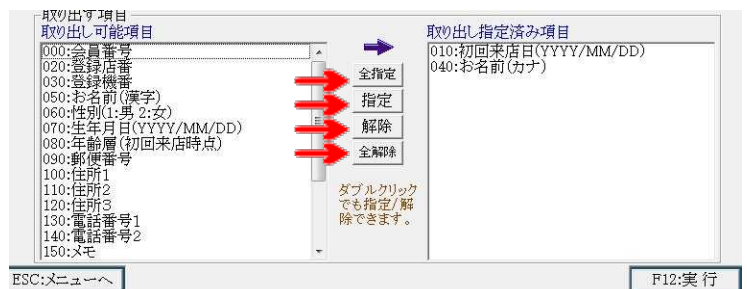 取り出す項目
取り出し可能項目
000:会員番号
020:登録店番
030:登録機番
050:お名前(漢字)
060:性別(1:男 2:女)
070:生年月日(YYYY/MM/DD)
080:年齢層(初回来店時点)
090:郵便番号
100:住所1
110:住所2
120:住所3
130:電話番号1
140:電話番号2
150:メモ
全指定
指定
解除
全解除
ダブルクリック
でも指定/解
除できます。
取り出し指定済み項目
010:初回来店日(YYYY/MM/DD)
040:お名前(カナ)
ESC:メニューへ
F12:実行